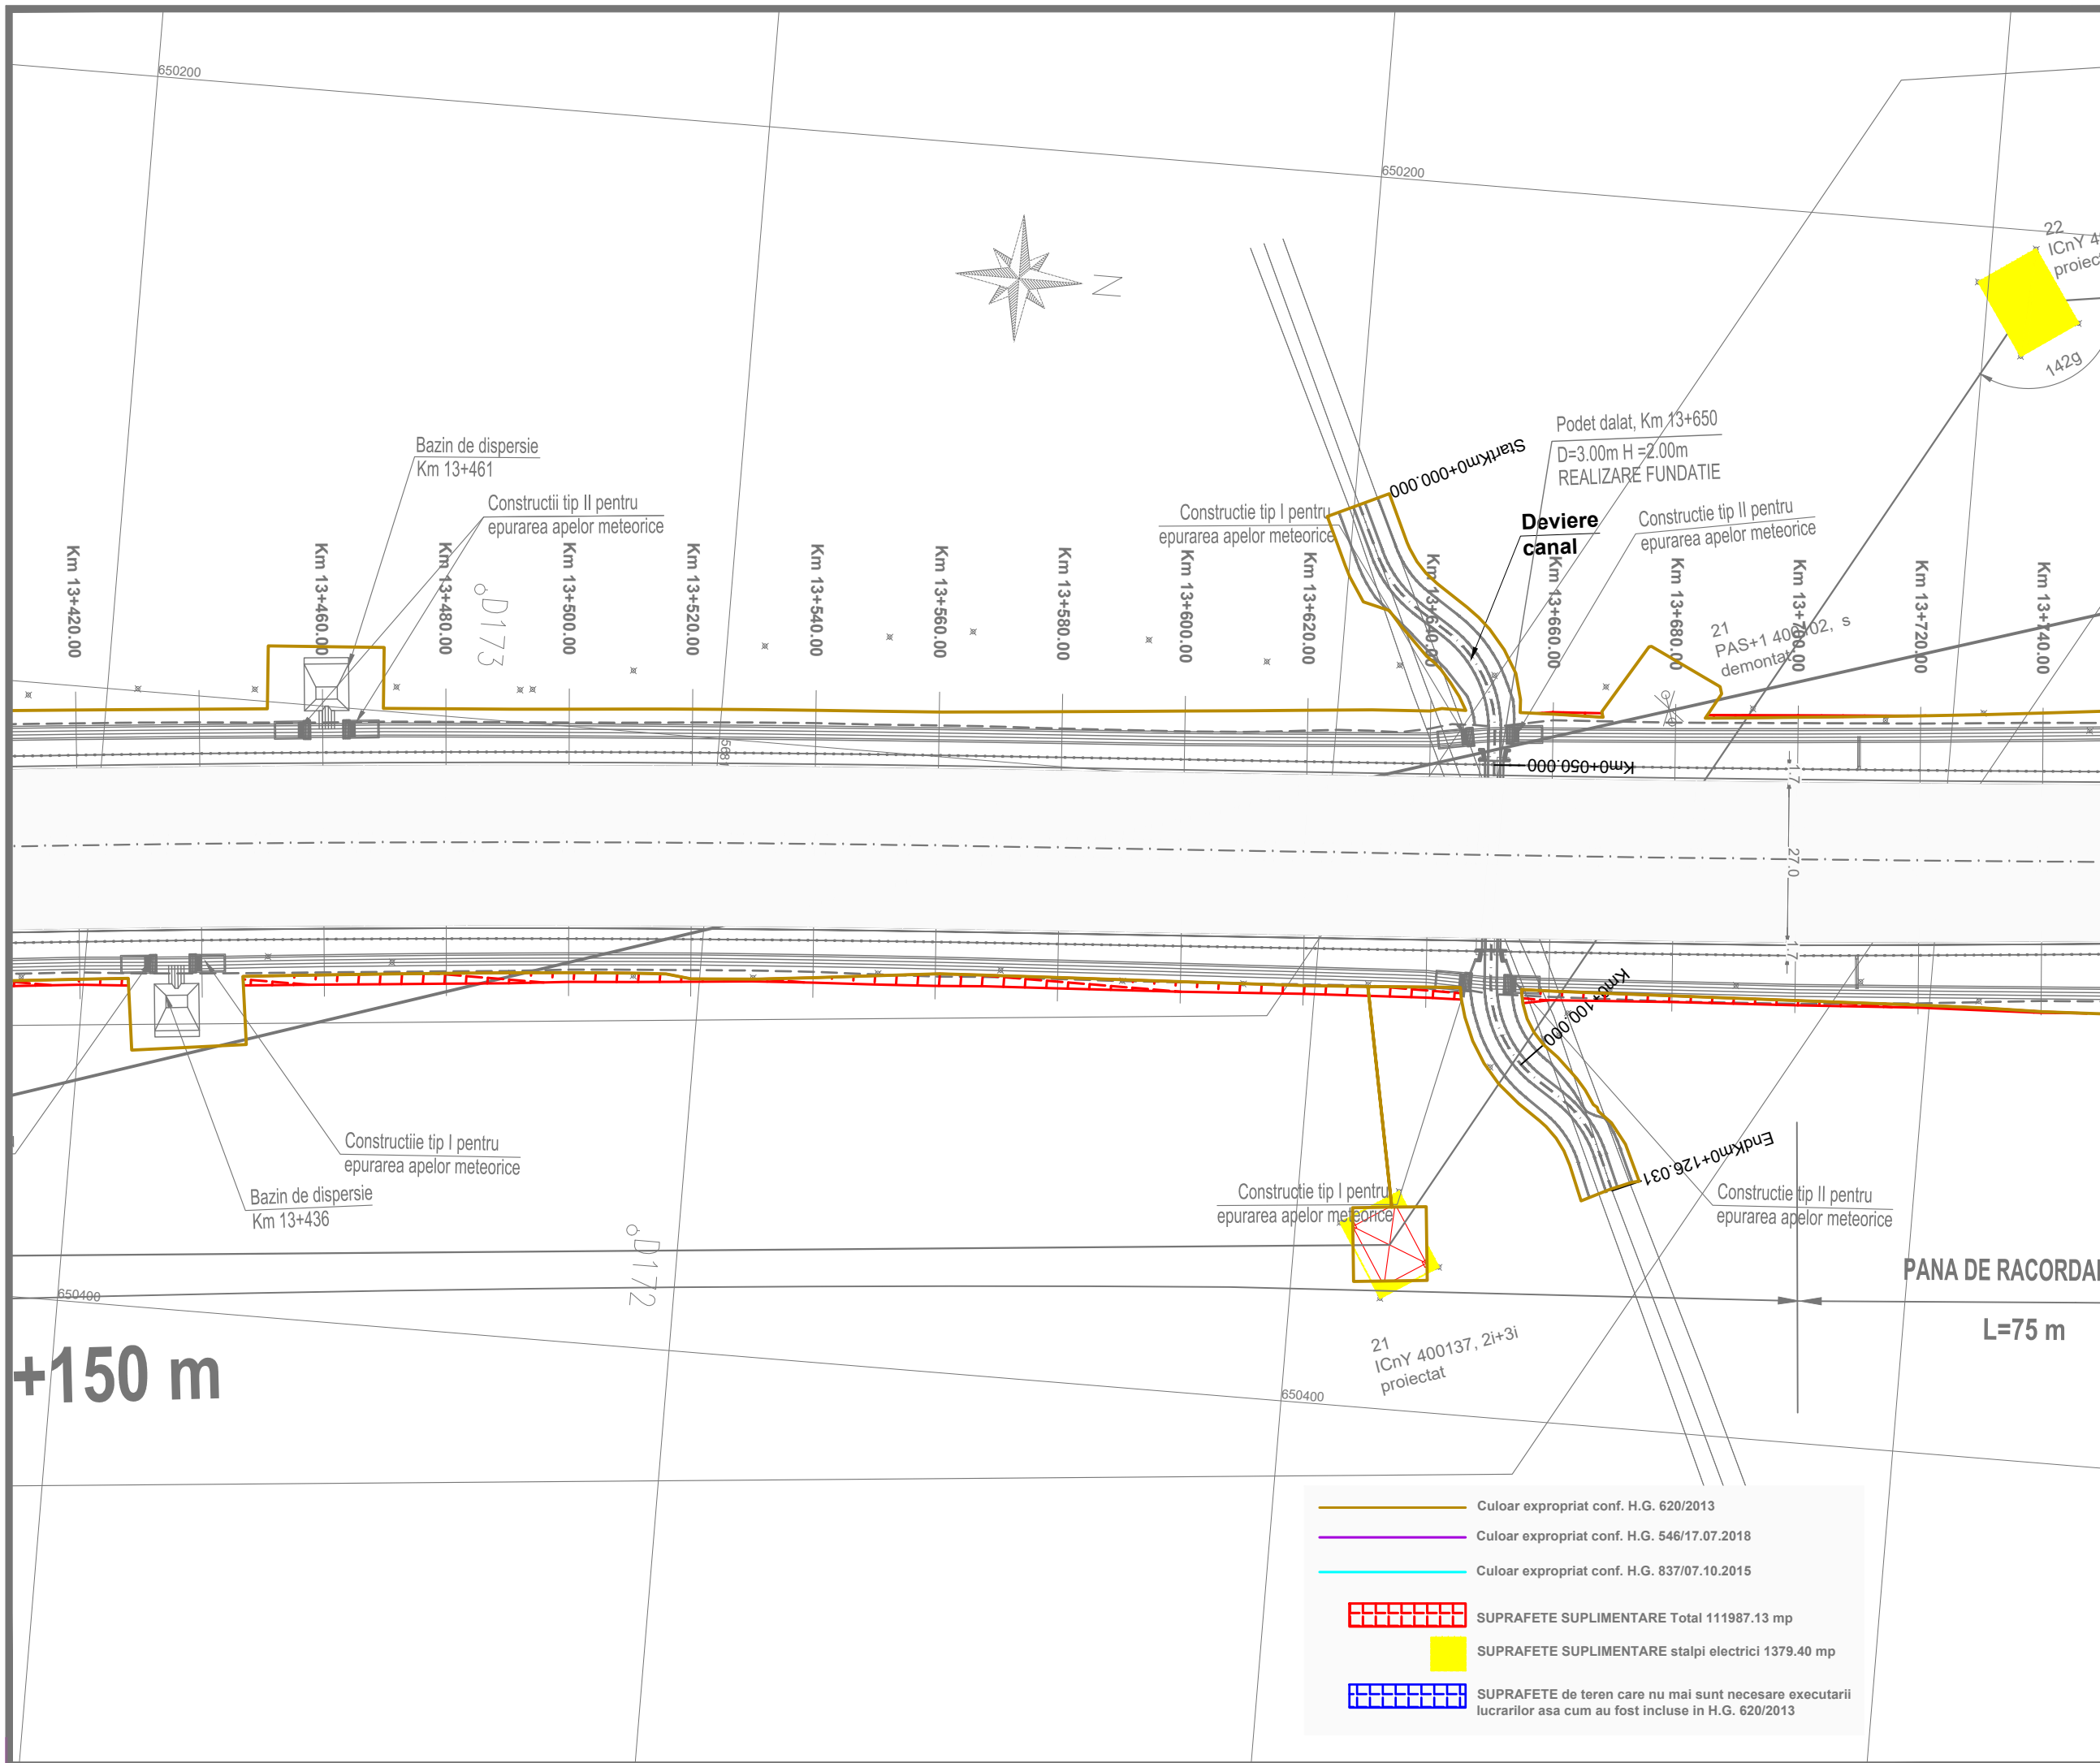 650200
650200
22
ICnY 4
proiect
142g
N
Bazin de dispersie
Km 13+461
Constructii tip II pentru
epurarea apelor meteorice
StartKm0+000.000
Podet dalat, Km 13+650
D=3.00m H =2.00m
REALIZARE FUNDATIE
Constructie tip I pentru
epurarea apelor meteorice
Deviere
canal
Constructie tip II pentru
epurarea apelor meteorice
Km 13+420.00
Km 13+460.00
Km 13+480.00
Km 13+500.00
Km 13+520.00
Km 13+540.00
Km 13+560.00
Km 13+580.00
Km 13+600.00
Km 13+620.00
Km 13+640.00
Km 13+660.00
Km 13+680.00
Km 13+700.00
Km 13+720.00
Km 13+740.00
D173
21
PAS+1 400102, s
demontat
Km0+050.000
1.7
27.0
1.7
Km0+100.000
EndKm0+126.031
Constructiie tip I pentru
epurarea apelor meteorice
Bazin de dispersie
Km 13+436
D172
Constructie tip I pentru
epurarea apelor meteorice
Constructie tip II pentru
epurarea apelor meteorice
PANA DE RACORDA
L=75 m
650400
+150 m
21
ICnY 400137, 2i+3i
proiectat
650400
Culoar expropriat conf. H.G. 620/2013
Culoar expropriat conf. H.G. 546/17.07.2018
Culoar expropriat conf. H.G. 837/07.10.2015
SUPRAFETE SUPLIMENTARE Total 111987.13 mp
SUPRAFETE SUPLIMENTARE stalpi electrici 1379.40 mp
SUPRAFETE de teren care nu mai sunt necesare executarii
lucrarilor asa cum au fost incluse in H.G. 620/2013